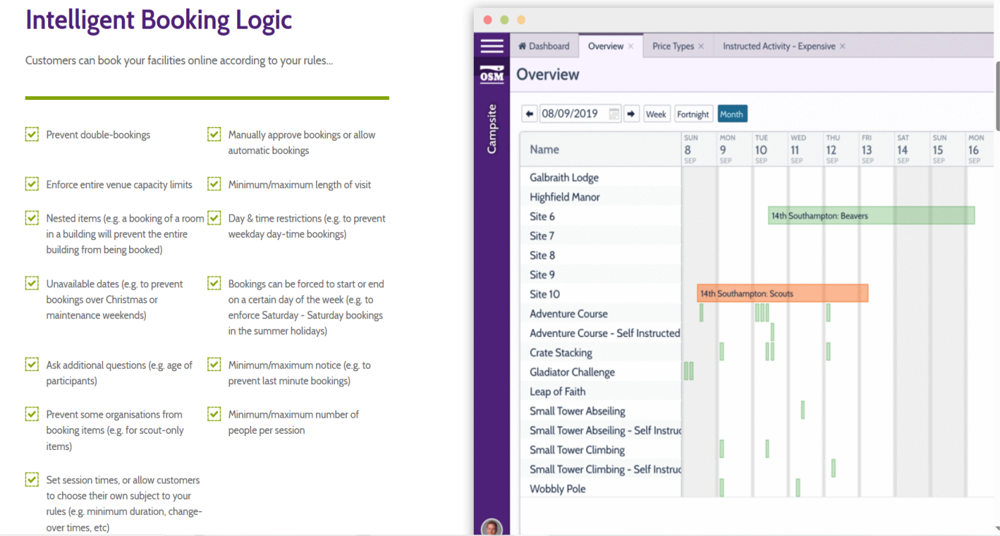 Intelligent Booking Logic
Customers can book your facilities online according to your rules...
Prevent double-bookings
Manually approve bookings or allow
automatic bookings
Enforce entire venue capacity limits
Minimum/maximum length of visit
Nested items (e.g. a booking of a room
in a building will prevent the entire
building from being booked)
Day & time restrictions (e.g. to prevent
weekday day-time bookings)
Unavailable dates (e.g. to prevent
bookings over Christmas or
maintenance weekends)
Bookings can be forced to start or end
on a certain day of the week (e.g. to
enforce Saturday - Saturday bookings
in the summer holidays)
Ask additional questions (e.g. age of
participants)
Minimum/maximum notice (e.g. to
prevent last minute bookings)
Prevent some organisations from
booking items (e.g. for scout-only
items)
Minimum/maximum number of
people per session
Set session times, or allow customers
to choose their own subject to your
rules (e.g. minimum duration, change-
over times, etc)
Dashboard Overview × Price Types × Instructed Activity - Expensive ×
OSM
Campsite
Overview
08/09/2019 Week Fortnight Month
Name
SUN MON TUE WED THU FRI SAT SUN MON
8 9 10 11 12 13 14 15 16
SEP SEP SEP SEP SEP SEP SEP SEP SEP
Galbraith Lodge
Highfield Manor
Site 6 14th Southampton: Beavers
Site 7
Site 8
Site 9
Site 10 14th Southampton: Scouts
Adventure Course
Adventure Course - Self Instructed
Crate Stacking
Gladiator Challenge
Leap of Faith
Small Tower Abseiling
Small Tower Abseiling - Self Instruc
Small Tower Climbing
Small Tower Climbing - Self Instruc
Wobbly Pole